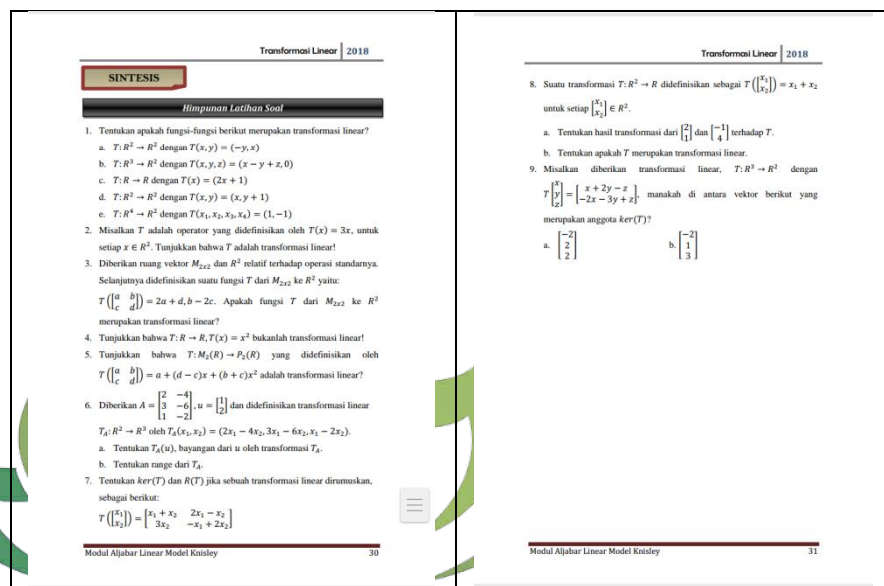 Transformasi Linear 2018
SINTESIS
Himpunan Latihan Soal
1. Tentukan apakah fungsi-fungsi berikut merupakan transformasi linear?
a. T: R² → R² dengan T(x, y) = (−y, x)
b. T: R³ → R² dengan T(x, y, z) = (x − y + z, 0)
c. T: R → R dengan T(x) = (2x + 1)
d. T: R² → R² dengan T(x, y) = (x, y + 1)
e. T: R⁴ → R² dengan T(x₁, x₂, x₃, x₄) = (1, −1)
2. Misalkan T adalah operator yang didefinisikan oleh T(x) = 3x, untuk
setiap x ∈ R². Tunjukkan bahwa T adalah transformasi linear!
3. Diberikan ruang vektor M₂ₓ₂ dan R² relatif terhadap operasi standarnya.
Selanjutnya didefinisikan suatu fungsi T dari M₂ₓ₂ ke R² yaitu:
T([a b; c d]) = 2a + d, b − 2c. Apakah fungsi T dari M₂ₓ₂ ke R²
merupakan transformasi linear?
4. Tunjukkan bahwa T: R → R, T(x) = x² bukanlah transformasi linear!
5. Tunjukkan bahwa T: M₂(R) → P₂(R) yang didefinisikan oleh
T([a b; c d]) = a + (d − c)x + (b + c)x² adalah transformasi linear?
6. Diberikan A = [2 −4; 3 −6; 1 −2], u = [1; 2] dan didefinisikan transformasi linear
T_A: R² → R³ oleh T_A(x₁, x₂) = (2x₁ − 4x₂, 3x₁ − 6x₂, x₁ − 2x₂).
a. Tentukan T_A(u), bayangan dari u oleh transformasi T_A.
b. Tentukan range dari T_A.
7. Tentukan ker(T) dan R(T) jika sebuah transformasi linear dirumuskan,
sebagai berikut:
T([x₁; x₂]) = [x₁ + x₂ 2x₁ − x₂; 3x₂ −x₁ + 2x₂]
Modul Aljabar Linear Model Knisley 30
Transformasi Linear 2018
8. Suatu transformasi T: R² → R didefinisikan sebagai T([x₁; x₂]) = x₁ + x₂
untuk setiap [x₁; x₂] ∈ R².
a. Tentukan hasil transformasi dari [2; 1] dan [−1; 4] terhadap T.
b. Tentukan apakah T merupakan transformasi linear.
9. Misalkan diberikan transformasi linear, T: R³ → R² dengan
T[x; y; z] = [x + 2y − z; −2x − 3y + z], manakah di antara vektor berikut yang
merupakan anggota ker(T)?
a. [−2; 2; 2] b. [−2; 1; 3]
Modul Aljabar Linear Model Knisley 31